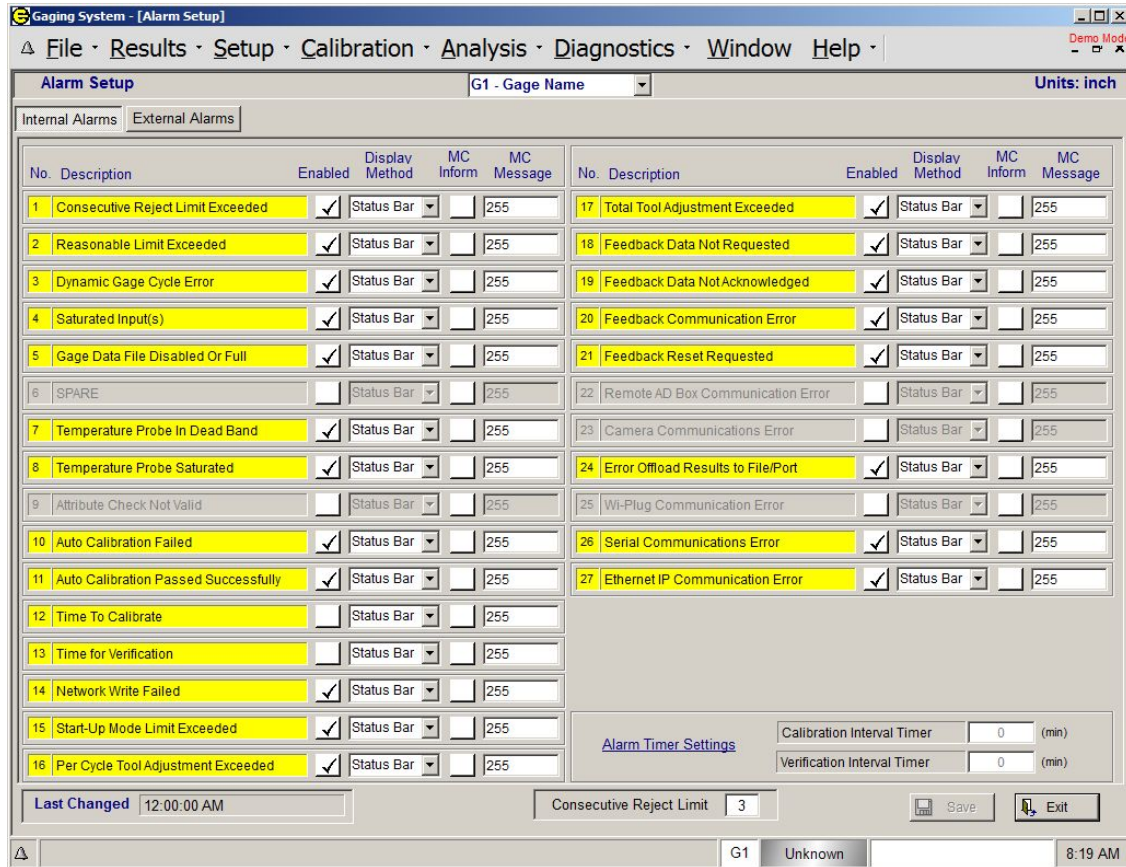 Gaging System - [Alarm Setup]
File Results Setup Calibration Analysis Diagnostics Window Help
Demo Mode
Alarm Setup G1 - Gage Name Units: inch
Internal Alarms External Alarms
No. Description Enabled Display Method MC Inform MC Message
1 Consecutive Reject Limit Exceeded Status Bar 255
2 Reasonable Limit Exceeded Status Bar 255
3 Dynamic Gage Cycle Error Status Bar 255
4 Saturated Input(s) Status Bar 255
5 Gage Data File Disabled Or Full Status Bar 255
6 SPARE Status Bar 255
7 Temperature Probe In Dead Band Status Bar 255
8 Temperature Probe Saturated Status Bar 255
9 Attribute Check Not Valid Status Bar 255
10 Auto Calibration Failed Status Bar 255
11 Auto Calibration Passed Successfully Status Bar 255
12 Time To Calibrate Status Bar 255
13 Time for Verification Status Bar 255
14 Network Write Failed Status Bar 255
15 Start-Up Mode Limit Exceeded Status Bar 255
16 Per Cycle Tool Adjustment Exceeded Status Bar 255
No. Description Enabled Display Method MC Inform MC Message
17 Total Tool Adjustment Exceeded Status Bar 255
18 Feedback Data Not Requested Status Bar 255
19 Feedback Data Not Acknowledged Status Bar 255
20 Feedback Communication Error Status Bar 255
21 Feedback Reset Requested Status Bar 255
22 Remote AD Box Communication Error Status Bar 255
23 Camera Communications Error Status Bar 255
24 Error Offload Results to File/Port Status Bar 255
25 Wi-Plug Communication Error Status Bar 255
26 Serial Communications Error Status Bar 255
27 Ethernet IP Communication Error Status Bar 255
Alarm Timer Settings
Calibration Interval Timer 0 (min)
Verification Interval Timer 0 (min)
Last Changed 12:00:00 AM Consecutive Reject Limit 3 Save Exit
G1 Unknown 8:19 AM